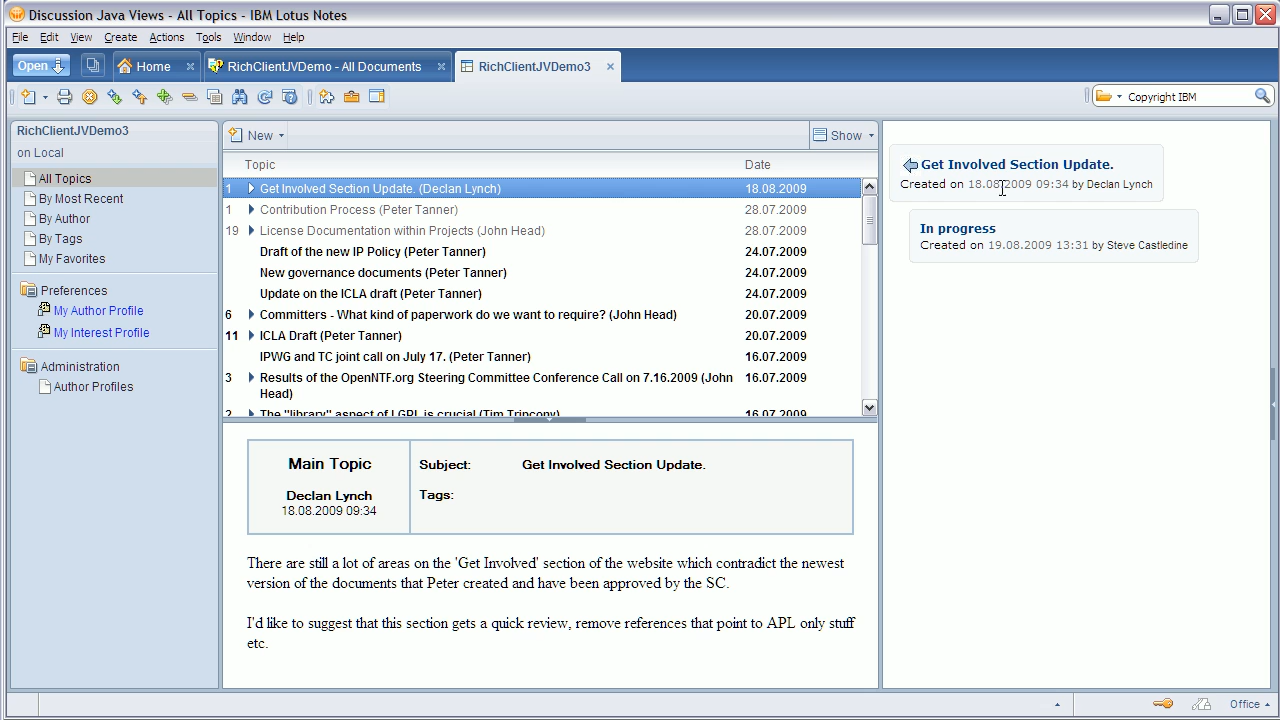 Discussion Java Views - All Topics - IBM Lotus Notes
File Edit View Create Actions Tools Window Help
Open Home RichClientJVDemo - All Documents RichClientJVDemo3
Copyright IBM
RichClientJVDemo3
on Local
All Topics
By Most Recent
By Author
By Tags
My Favorites
Preferences
My Author Profile
My Interest Profile
Administration
Author Profiles
New Show
Topic Date
1 Get Involved Section Update. (Declan Lynch) 18.08.2009
1 Contribution Process (Peter Tanner) 28.07.2009
19 License Documentation within Projects (John Head) 28.07.2009
Draft of the new IP Policy (Peter Tanner) 24.07.2009
New governance documents (Peter Tanner) 24.07.2009
Update on the ICLA draft (Peter Tanner) 24.07.2009
6 Committers - What kind of paperwork do we want to require? (John Head) 20.07.2009
11 ICLA Draft (Peter Tanner) 20.07.2009
IPWG and TC joint call on July 17. (Peter Tanner) 16.07.2009
3 Results of the OpenNTF.org Steering Committee Conference Call on 7.16.2009 (John 16.07.2009
Head)
2 The "library" aspect of LGPL is crucial (Tim Tripcony) 16.07.2009
Main Topic
Declan Lynch
18.08.2009 09:34
Subject: Get Involved Section Update.
Tags:
There are still a lot of areas on the 'Get Involved' section of the website which contradict the newest
version of the documents that Peter created and have been approved by the SC.
I'd like to suggest that this section gets a quick review, remove references that point to APL only stuff
etc.
Get Involved Section Update.
Created on 18.08.2009 09:34 by Declan Lynch
In progress
Created on 19.08.2009 13:31 by Steve Castledine
Office